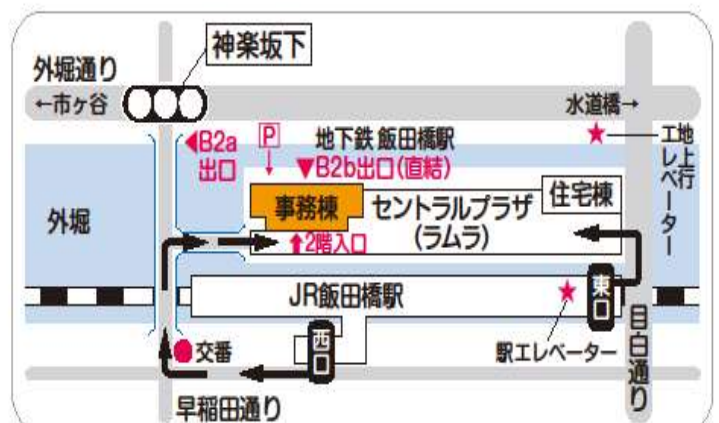 神楽坂下
外堀通り
←市ヶ谷
水道橋→
◀B2a
出口
P
地下鉄 飯田橋駅
▼B2b出口(直結)
★
地上行
エレベーター
外堀
事務棟
セントラルプラザ
(ラムラ)
住宅棟
↑2階入口
JR飯田橋駅
★
東口
交番
西口
駅エレベーター
目白通り
早稲田通り